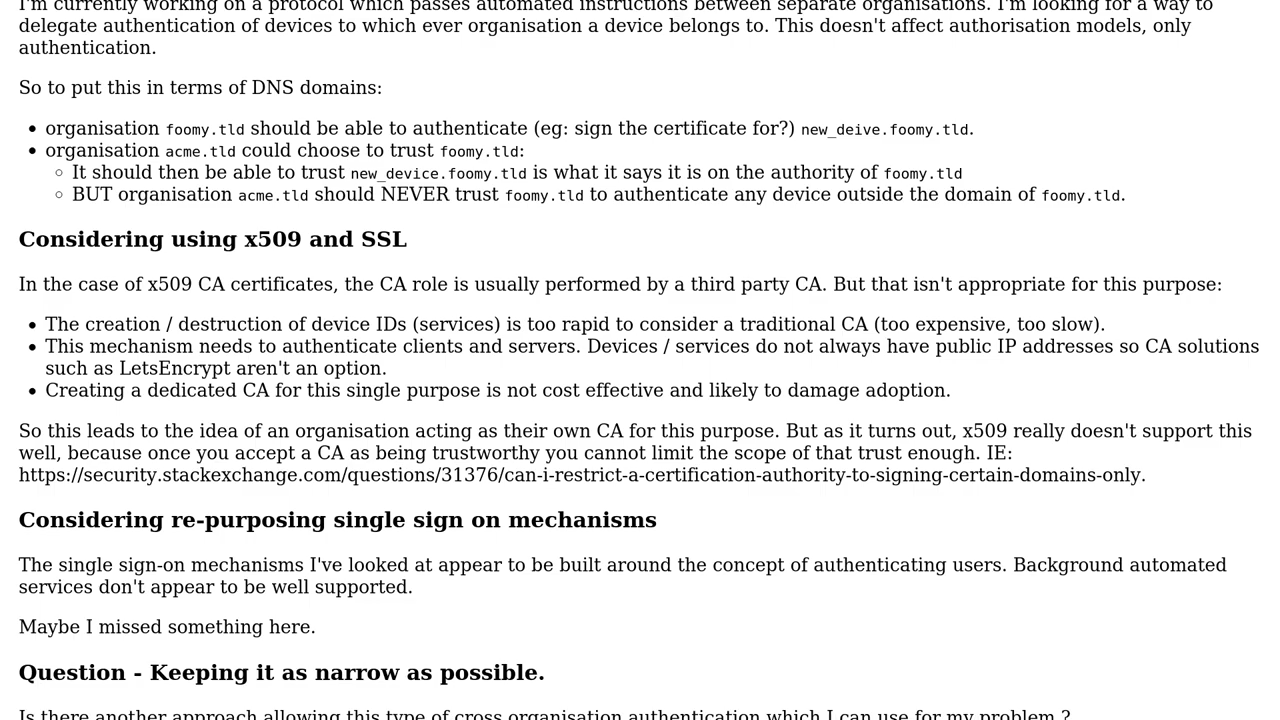 I'm currently working on a protocol which passes automated instructions between separate organisations. I'm looking for a way to
delegate authentication of devices to which ever organisation a device belongs to. This doesn't affect authorisation models, only
authentication.
So to put this in terms of DNS domains:
• organisation foomy.tld should be able to authenticate (eg: sign the certificate for?) new_deive.foomy.tld.
• organisation acme.tld could choose to trust foomy.tld:
◦ It should then be able to trust new_device.foomy.tld is what it says it is on the authority of foomy.tld
◦ BUT organisation acme.tld should NEVER trust foomy.tld to authenticate any device outside the domain of foomy.tld.
Considering using x509 and SSL
In the case of x509 CA certificates, the CA role is usually performed by a third party CA. But that isn't appropriate for this purpose:
• The creation / destruction of device IDs (services) is too rapid to consider a traditional CA (too expensive, too slow).
• This mechanism needs to authenticate clients and servers. Devices / services do not always have public IP addresses so CA solutions
such as LetsEncrypt aren't an option.
• Creating a dedicated CA for this single purpose is not cost effective and likely to damage adoption.
So this leads to the idea of an organisation acting as their own CA for this purpose. But as it turns out, x509 really doesn't support this
well, because once you accept a CA as being trustworthy you cannot limit the scope of that trust enough. IE:
https://security.stackexchange.com/questions/31376/can-i-restrict-a-certification-authority-to-signing-certain-domains-only.
Considering re-purposing single sign on mechanisms
The single sign-on mechanisms I've looked at appear to be built around the concept of authenticating users. Background automated
services don't appear to be well supported.
Maybe I missed something here.
Question - Keeping it as narrow as possible.
Is there another approach allowing this type of cross organisation authentication which I can use for my problem ?